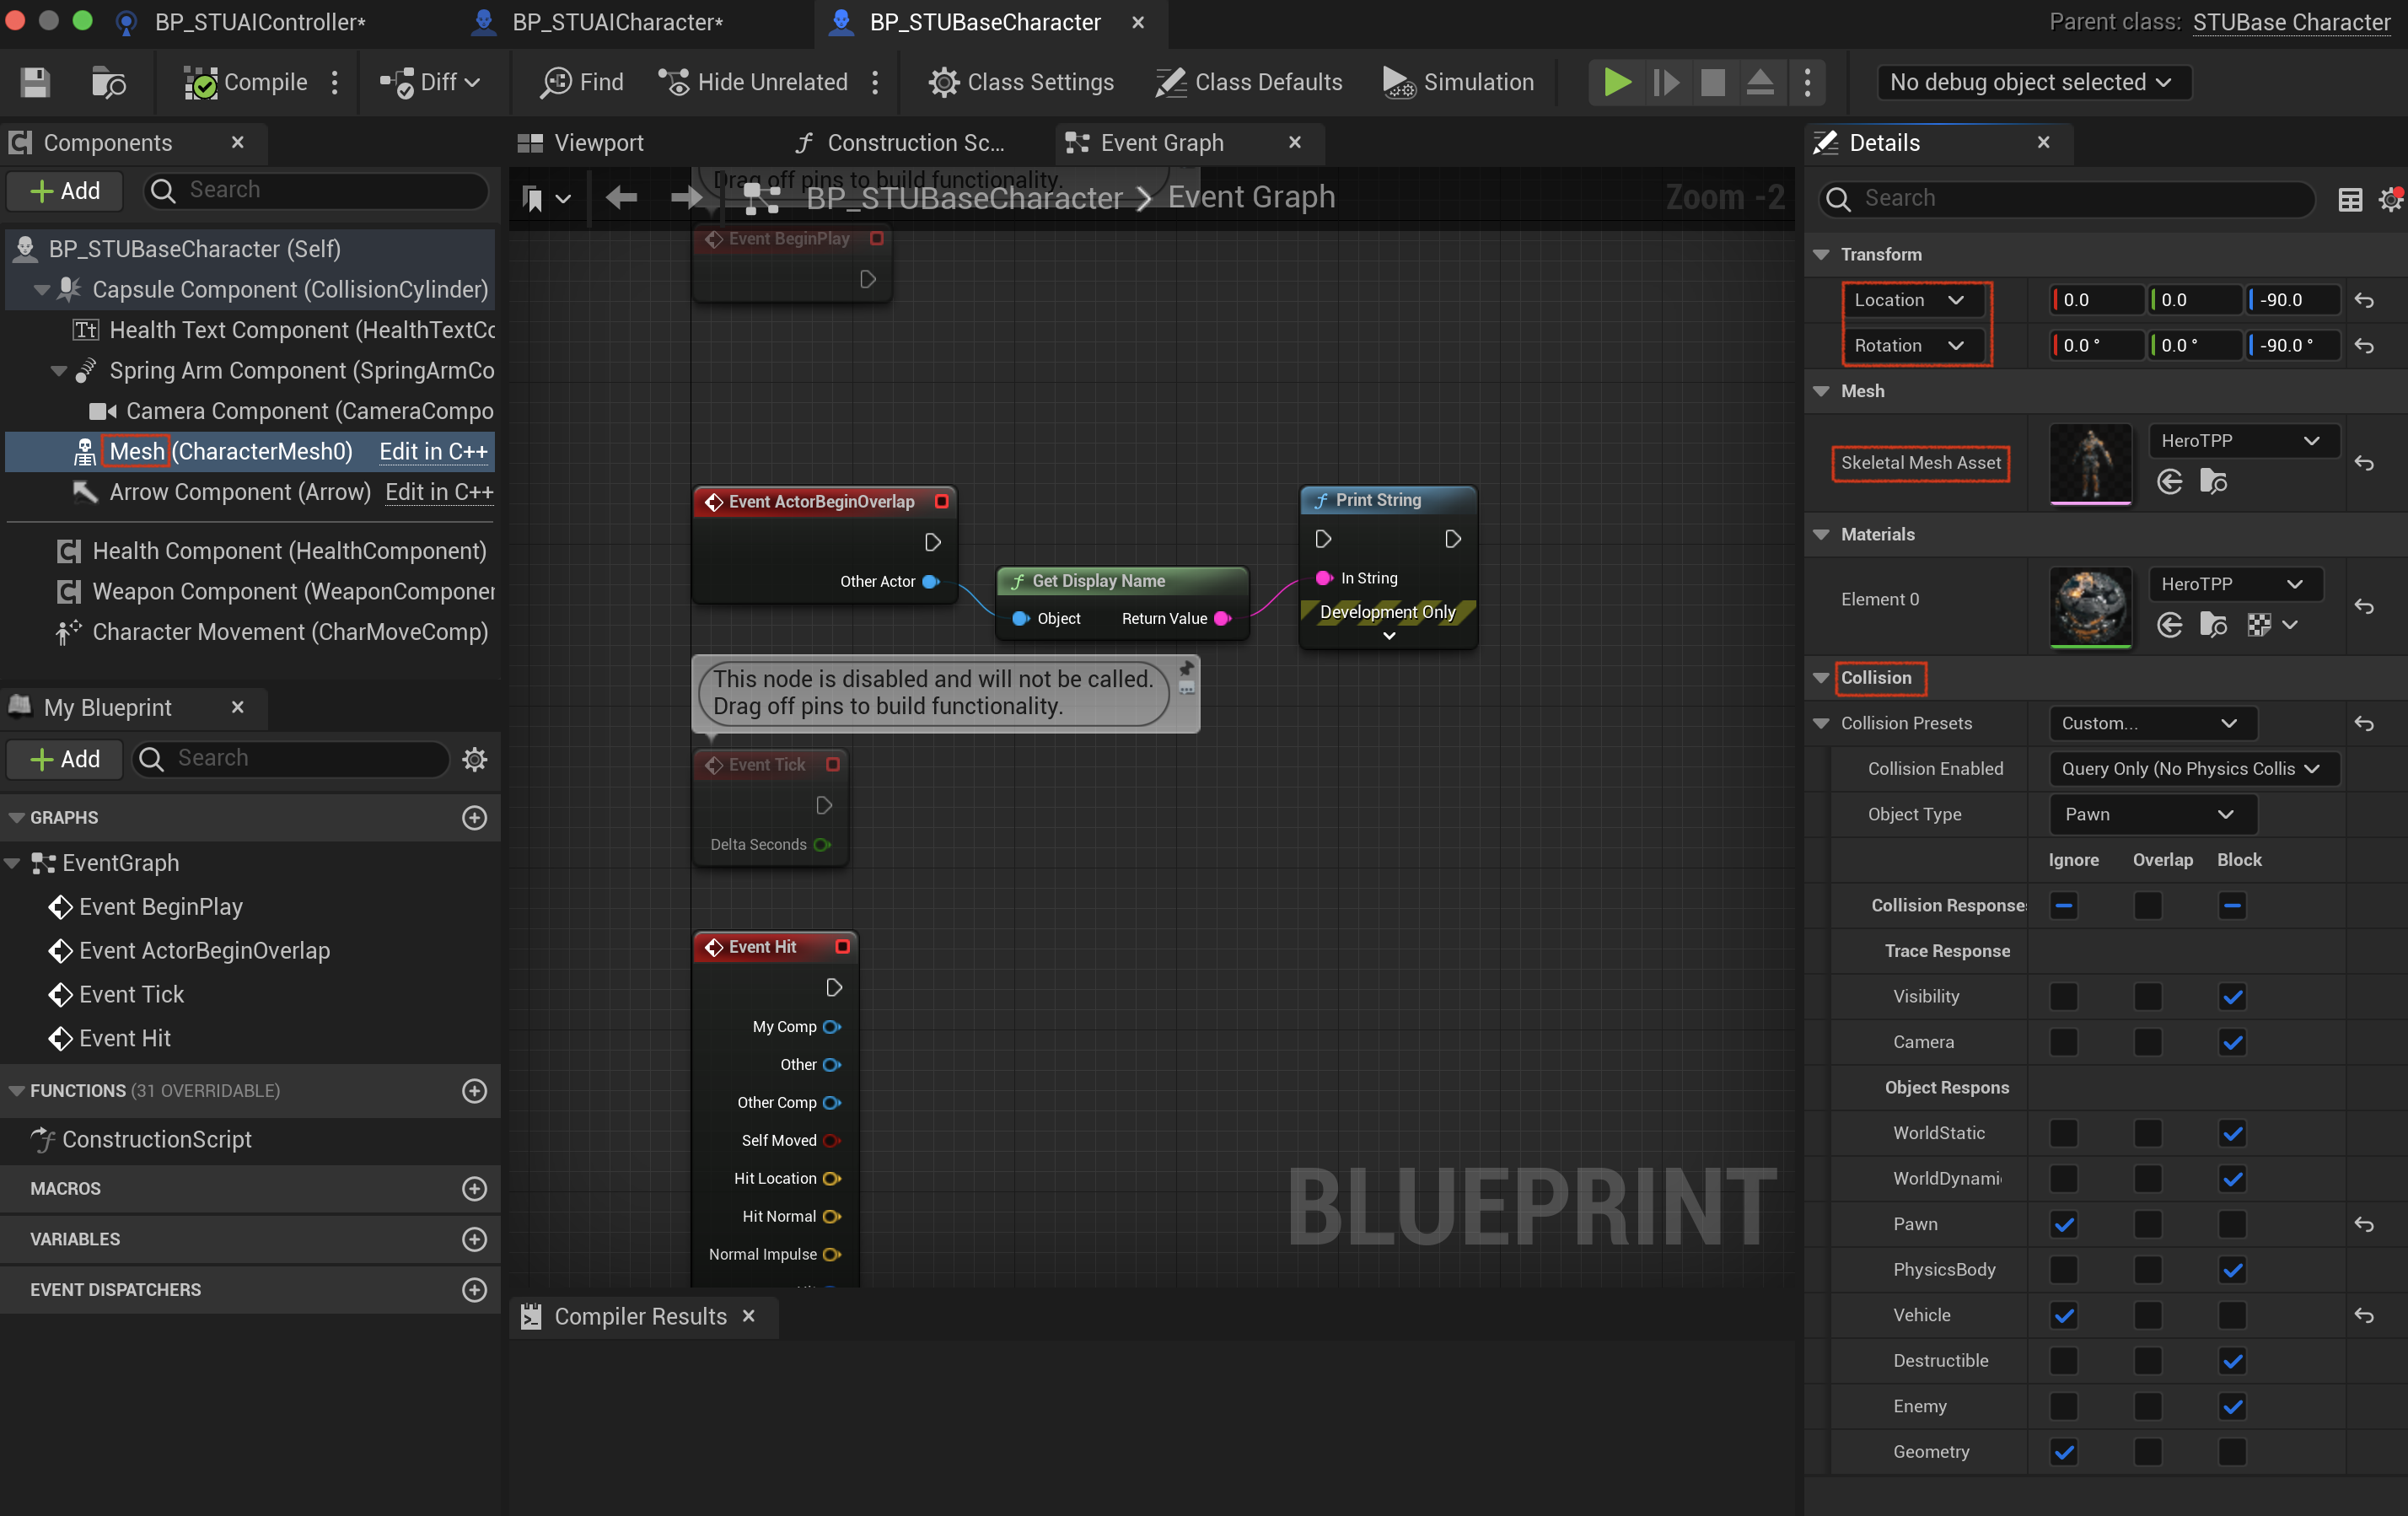 BP_STUAIController*
BP_STUAICharacter*
BP_STUBaseCharacter
Parent class: STUBase Character
Compile
Diff
Find
Hide Unrelated
Class Settings
Class Defaults
Simulation
No debug object selected
Components
Add
Search
BP_STUBaseCharacter (Self)
Capsule Component (CollisionCylinder)
Health Text Component (HealthTextCo
Spring Arm Component (SpringArmCo
Camera Component (CameraCompo
Mesh (CharacterMesh0) Edit in C++
Arrow Component (Arrow) Edit in C++
Health Component (HealthComponent)
Weapon Component (WeaponComponen
Character Movement (CharMoveComp)
My Blueprint
Add
Search
GRAPHS
EventGraph
Event BeginPlay
Event ActorBeginOverlap
Event Tick
Event Hit
FUNCTIONS (31 OVERRIDABLE)
ConstructionScript
MACROS
VARIABLES
EVENT DISPATCHERS
Viewport
Construction Sc...
Event Graph
Drag off pins to build functionality.
BP_STUBaseCharacter
Event Graph
Zoom -2
Event BeginPlay
Event ActorBeginOverlap
Other Actor
Get Display Name
Object
Return Value
Print String
In String
Development Only
This node is disabled and will not be called.
Drag off pins to build functionality.
Event Tick
Delta Seconds
Event Hit
My Comp
Other
Other Comp
Self Moved
Hit Location
Hit Normal
Normal Impulse
BLUEPRINT
Compiler Results
Details
Search
Transform
Location 0.0 0.0 -90.0
Rotation 0.0 ° 0.0 ° -90.0 °
Mesh
Skeletal Mesh Asset
HeroTPP
Materials
Element 0
HeroTPP
Collision
Collision Presets Custom...
Collision Enabled Query Only (No Physics Collis
Object Type Pawn
Ignore Overlap Block
Collision Response
Trace Response
Visibility
Camera
Object Respons
WorldStatic
WorldDynami
Pawn
PhysicsBody
Vehicle
Destructible
Enemy
Geometry